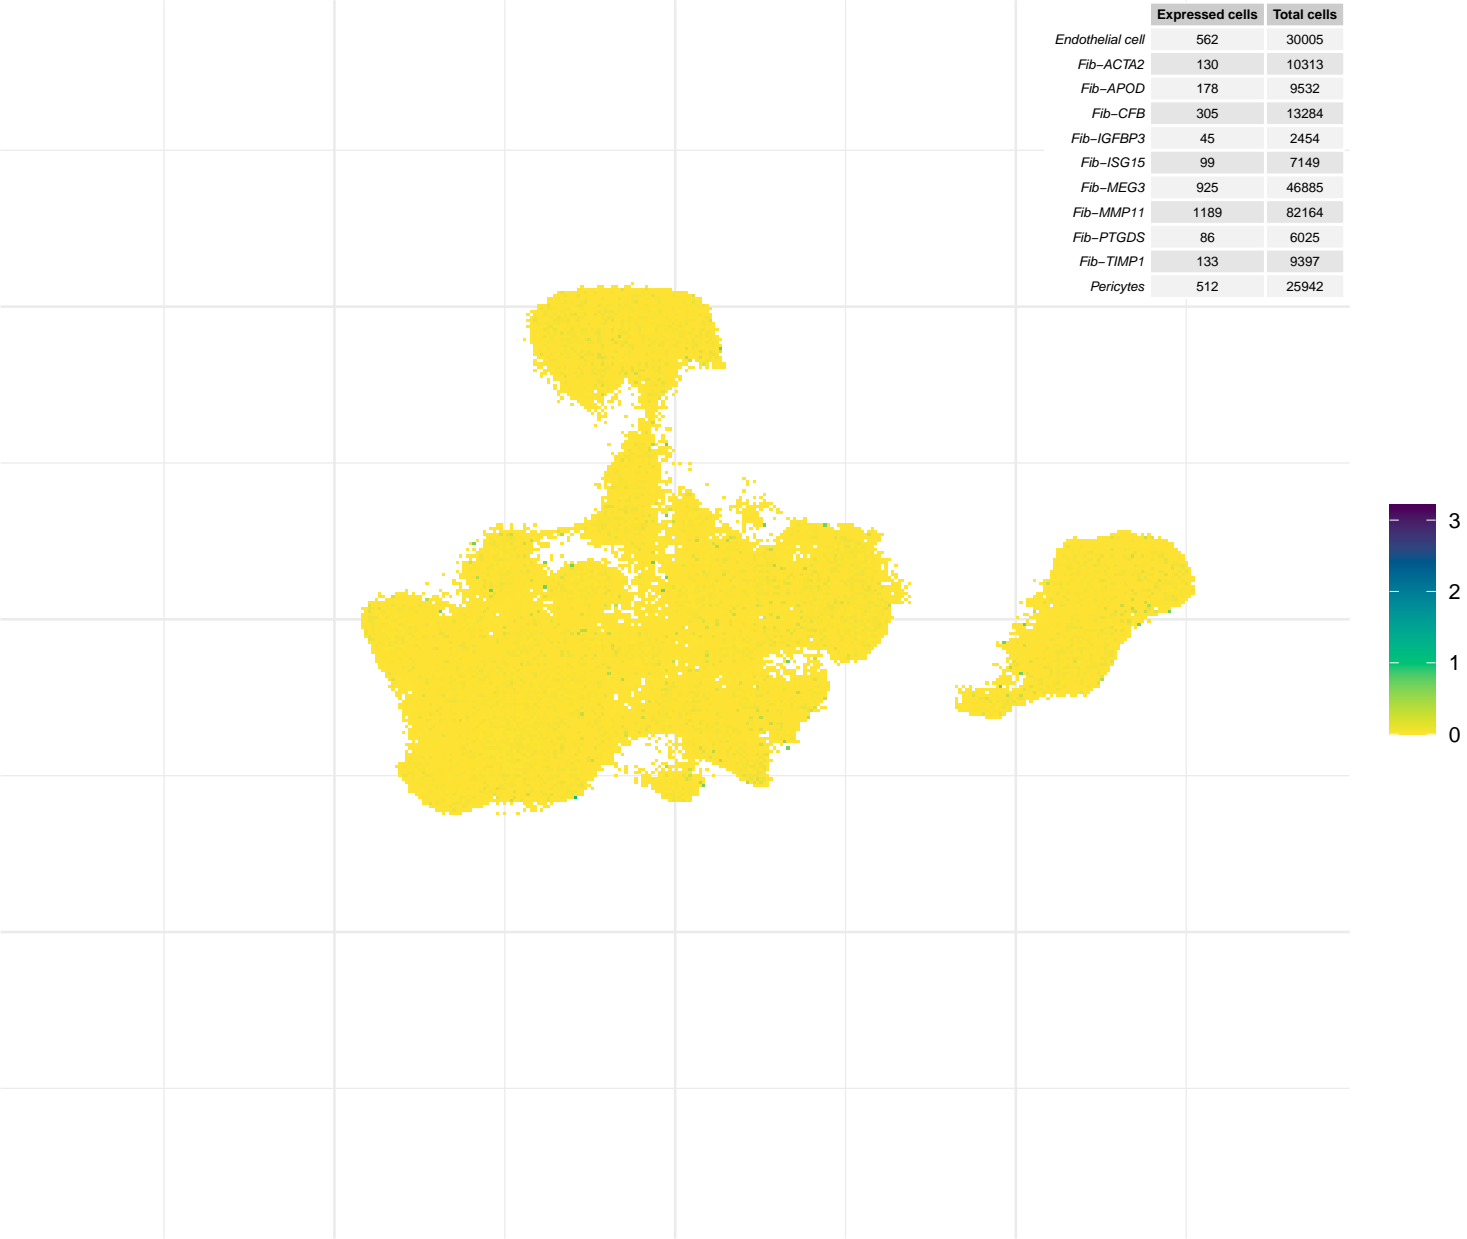 Expressed cells Total cells
Endothelial cell 562 30005
Fib−ACTA2 130 10313
Fib−APOD 178 9532
Fib−CFB 305 13284
Fib−IGFBP3 45 2454
Fib−ISG15 99 7149
Fib−MEG3 925 46885
Fib−MMP11 1189 82164
Fib−PTGDS 86 6025
Fib−TIMP1 133 9397
Pericytes 512 25942
3
2
1
0